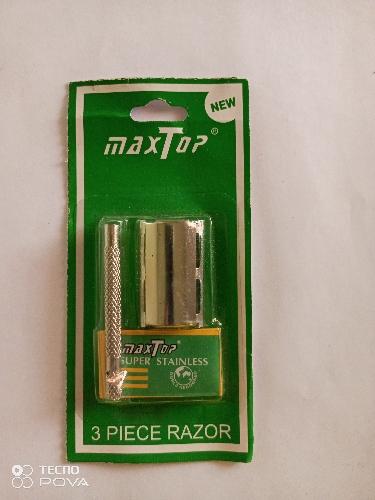 NEW
MAXTOP®
MAXTOP
SUPER STAINLESS
3 PIECE RAZOR
TECNO
POVA